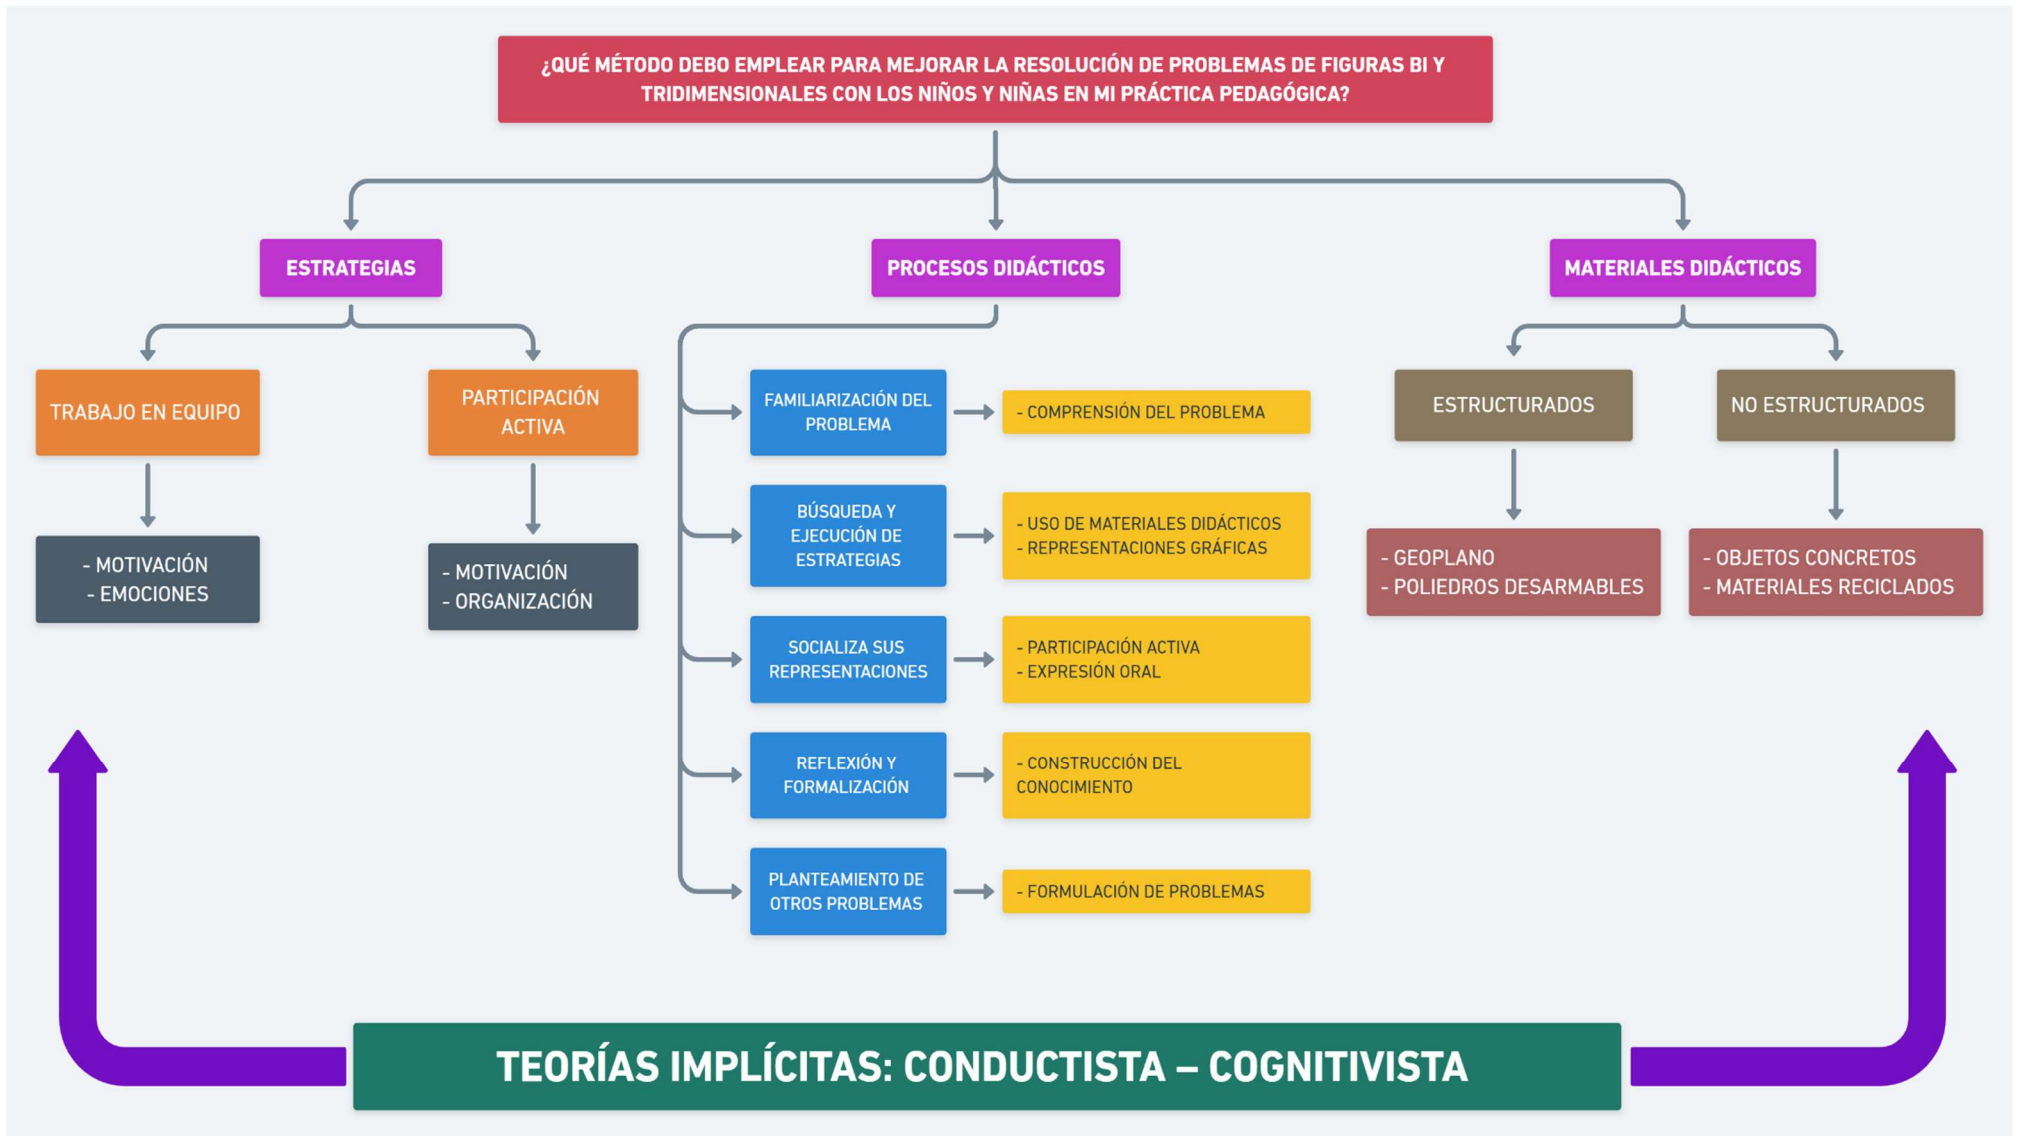 ¿QUÉ MÉTODO DEBO EMPLEAR PARA MEJORAR LA RESOLUCIÓN DE PROBLEMAS DE FIGURAS BI Y
TRIDIMENSIONALES CON LOS NIÑOS Y NIÑAS EN MI PRÁCTICA PEDAGÓGICA?
ESTRATEGIAS
TRABAJO EN EQUIPO
- MOTIVACIÓN
- EMOCIONES
PARTICIPACIÓN
ACTIVA
- MOTIVACIÓN
- ORGANIZACIÓN
PROCESOS DIDÁCTICOS
FAMILIARIZACIÓN DEL
PROBLEMA
- COMPRENSIÓN DEL PROBLEMA
BÚSQUEDA Y
EJECUCIÓN DE
ESTRATEGIAS
- USO DE MATERIALES DIDÁCTICOS
- REPRESENTACIONES GRÁFICAS
SOCIALIZA SUS
REPRESENTACIONES
- PARTICIPACIÓN ACTIVA
- EXPRESIÓN ORAL
REFLEXIÓN Y
FORMALIZACIÓN
- CONSTRUCCIÓN DEL
CONOCIMIENTO
PLANTEAMIENTO DE
OTROS PROBLEMAS
- FORMULACIÓN DE PROBLEMAS
MATERIALES DIDÁCTICOS
ESTRUCTURADOS
- GEOPLANO
- POLIEDROS DESARMABLES
NO ESTRUCTURADOS
- OBJETOS CONCRETOS
- MATERIALES RECICLADOS
TEORÍAS IMPLÍCITAS: CONDUCTISTA – COGNITIVISTA